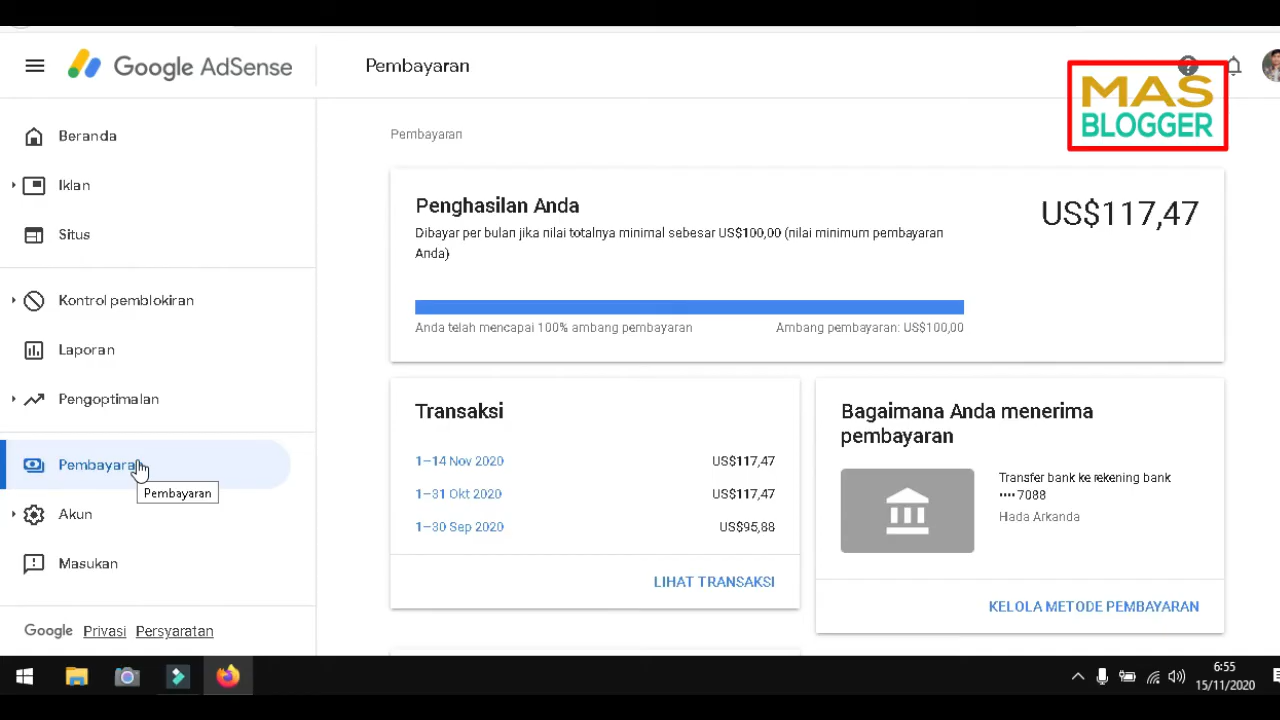 Google AdSense
Pembayaran
MAS
BLOGGER
Beranda
Iklan
Situs
Kontrol pemblokiran
Laporan
Pengoptimalan
Pembayaran
Pembayaran
Akun
Masukan
Google Privasi Persyaratan
Pembayaran
Penghasilan Anda
US$117,47
Dibayar per bulan jika nilai totalnya minimal sebesar US$100,00 (nilai minimum pembayaran
Anda)
Anda telah mencapai 100% ambang pembayaran
Ambang pembayaran: US$100,00
Transaksi
1–14 Nov 2020 US$117,47
1–31 Okt 2020 US$117,47
1–30 Sep 2020 US$95,88
LIHAT TRANSAKSI
Bagaimana Anda menerima
pembayaran
Transfer bank ke rekening bank
•••• 7088
Hada Arkanda
KELOLA METODE PEMBAYARAN
6:55
15/11/2020